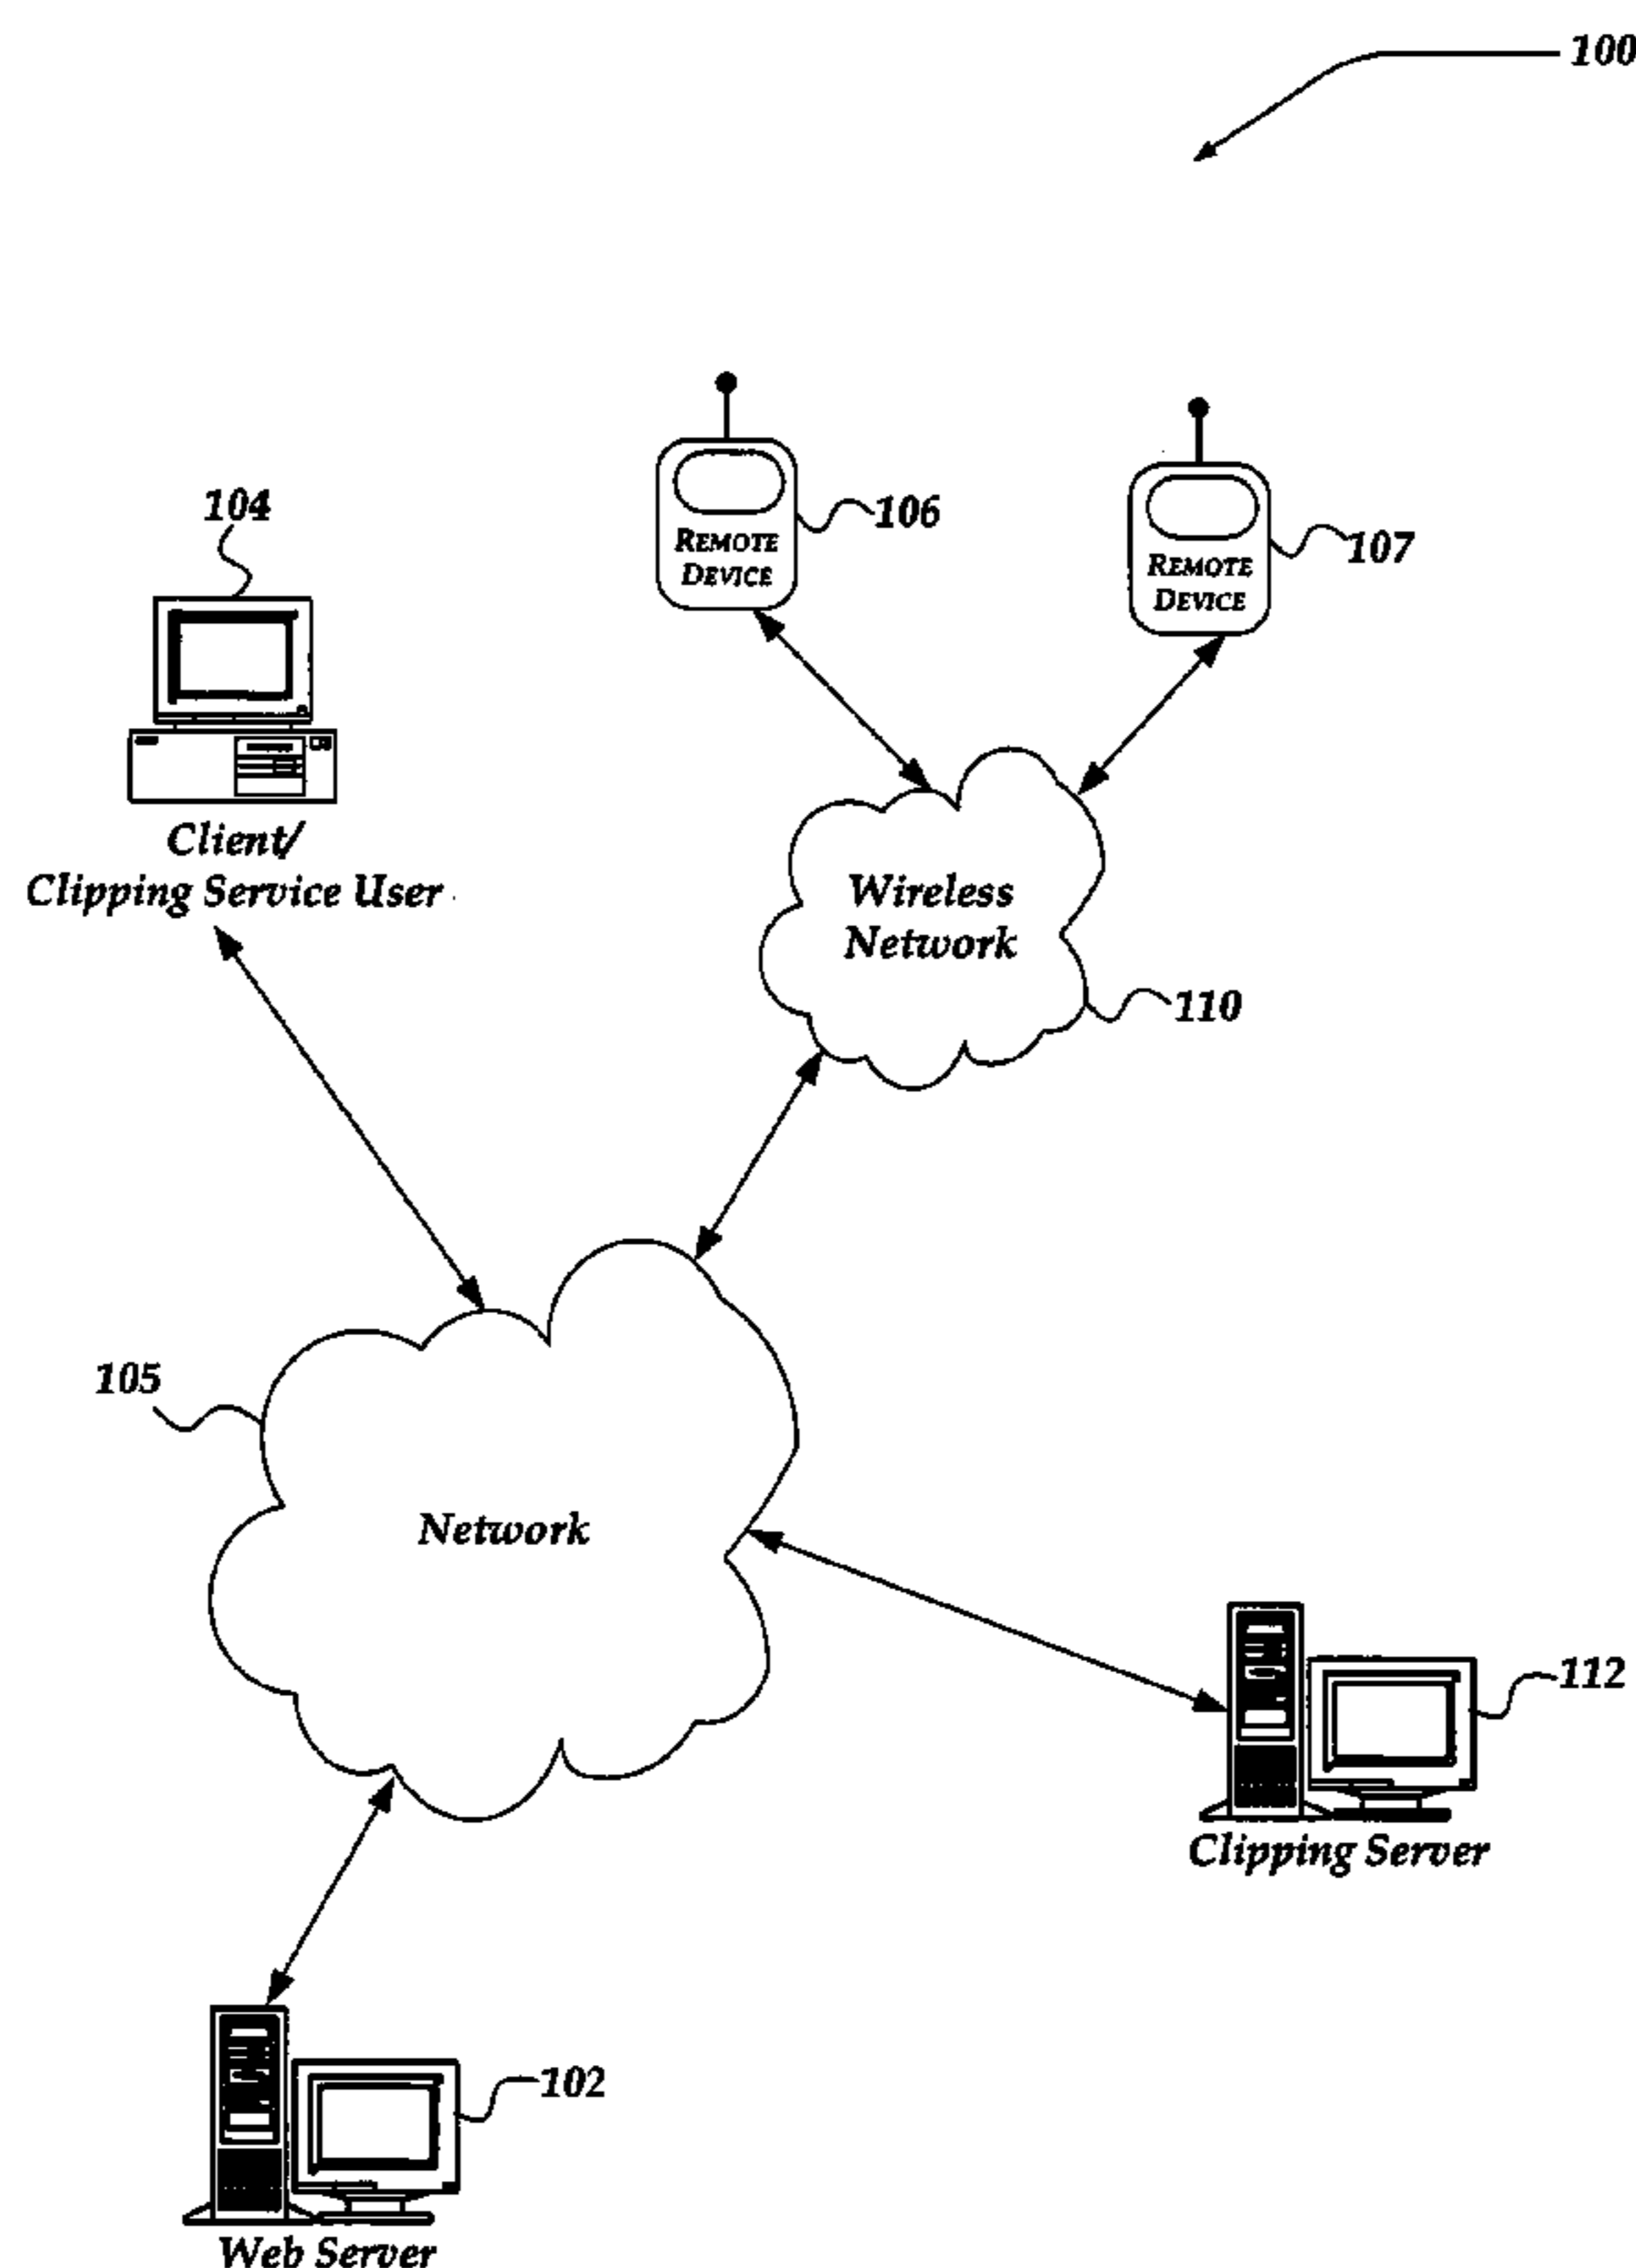 100
104
106
107
REMOTE
DEVICE
REMOTE
DEVICE
Client/
Clipping Service User
Wireless
Network
110
105
Network
112
Clipping Server
102
Web Server